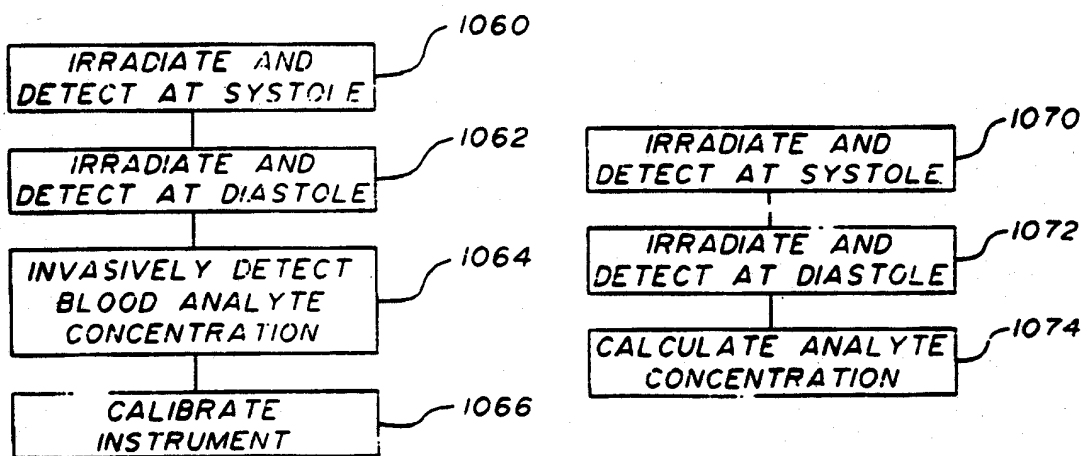 1060
IRRADIATE AND
DETECT AT SYSTOLE
1062
IRRADIATE AND
DETECT AT DIASTOLE
1064
INVASIVELY DETECT
BLOOD ANALYTE
CONCENTRATION
1066
CALIBRATE
INSTRUMENT
1070
IRRADIATE AND
DETECT AT SYSTOLE
1072
IRRADIATE AND
DETECT AT DIASTOLE
1074
CALCULATE ANALYTE
CONCENTRATION